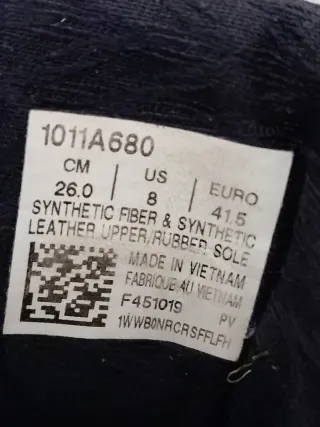 1011A680
CM | US | EURO
26.0 | 8 | 41.5
SYNTHETIC FIBER & SYNTHETIC
LEATHER UPPER/RUBBER SOLE
MADE IN VIETNAM
FABRIQUÉ AU VIETNAM
F451019 PV
1WWB0NRCRSFFLFH